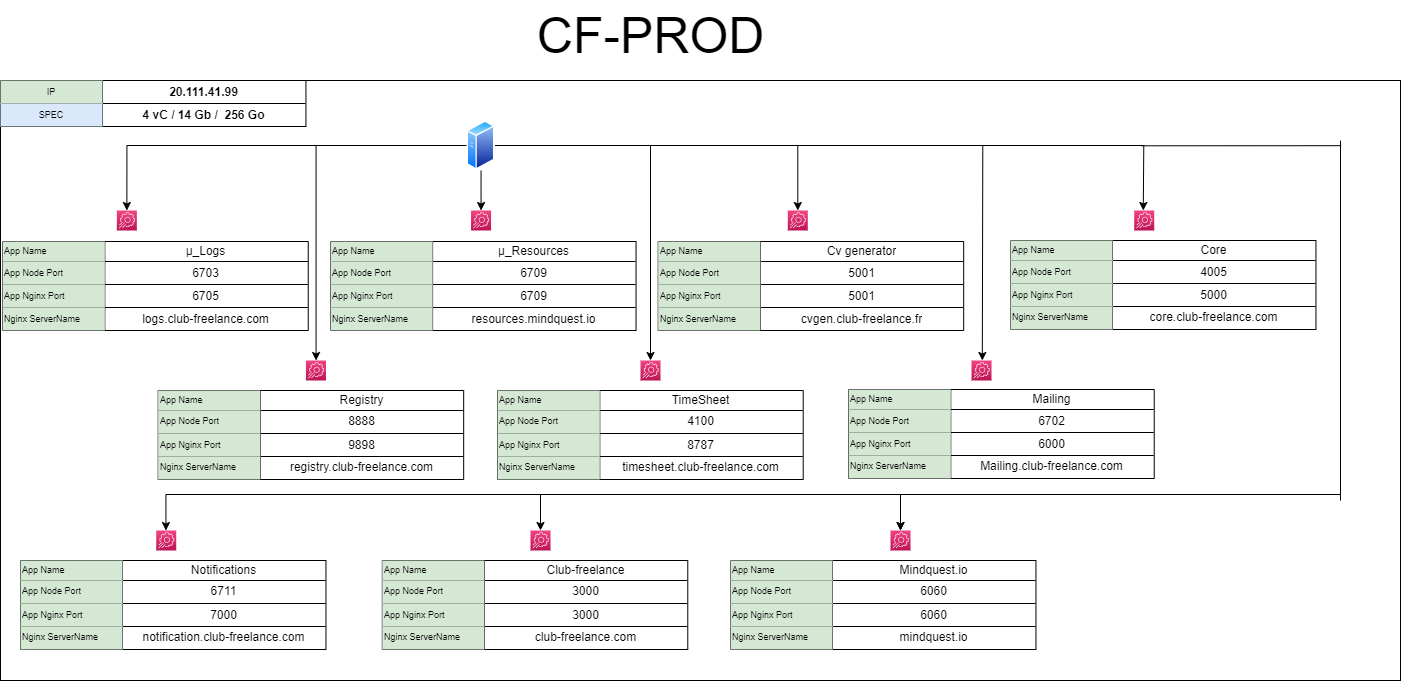 CF-PROD
IP 20.111.41.99
SPEC 4 vC / 14 Gb / 256 Go
App Name µ_Logs
App Node Port 6703
App Nginx Port 6705
Nginx ServerName logs.club-freelance.com
App Name µ_Resources
App Node Port 6709
App Nginx Port 6709
Nginx ServerName resources.mindquest.io
App Name Cv generator
App Node Port 5001
App Nginx Port 5001
Nginx ServerName cvgen.club-freelance.fr
App Name Core
App Node Port 4005
App Nginx Port 5000
Nginx ServerName core.club-freelance.com
App Name Registry
App Node Port 8888
App Nginx Port 9898
Nginx ServerName registry.club-freelance.com
App Name TimeSheet
App Node Port 4100
App Nginx Port 8787
Nginx ServerName timesheet.club-freelance.com
App Name Mailing
App Node Port 6702
App Nginx Port 6000
Nginx ServerName Mailing.club-freelance.com
App Name Notifications
App Node Port 6711
App Nginx Port 7000
Nginx ServerName notification.club-freelance.com
App Name Club-freelance
App Node Port 3000
App Nginx Port 3000
Nginx ServerName club-freelance.com
App Name Mindquest.io
App Node Port 6060
App Nginx Port 6060
Nginx ServerName mindquest.io